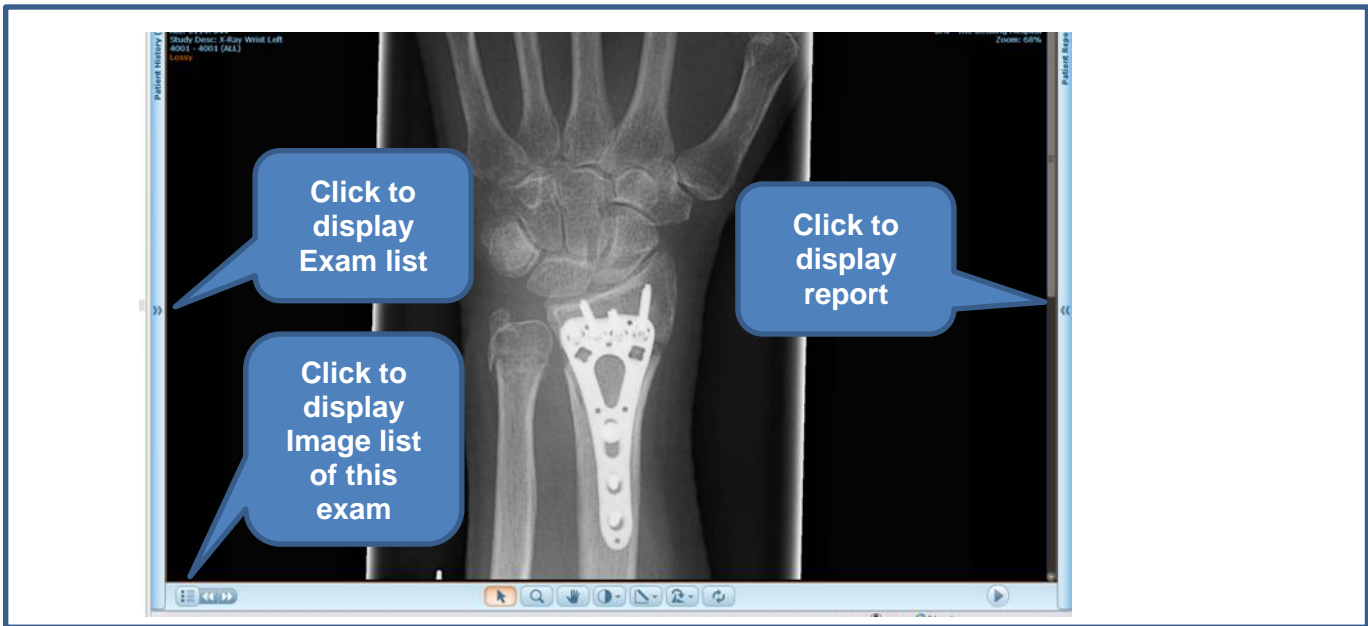 Patient History
Study Desc: X-Ray Wrist Left
4001 - 4001 (ALL)
Lossy
Zoom: 68%
Patient Repo
Click to
display
Exam list
Click to
display
report
Click to
display
Image list
of this
exam